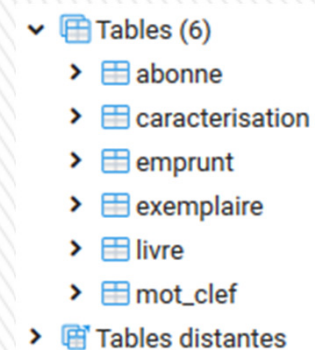 Tables (6)
abonne
caracterisation
emprunt
exemplaire
livre
mot_clef
Tables distantes